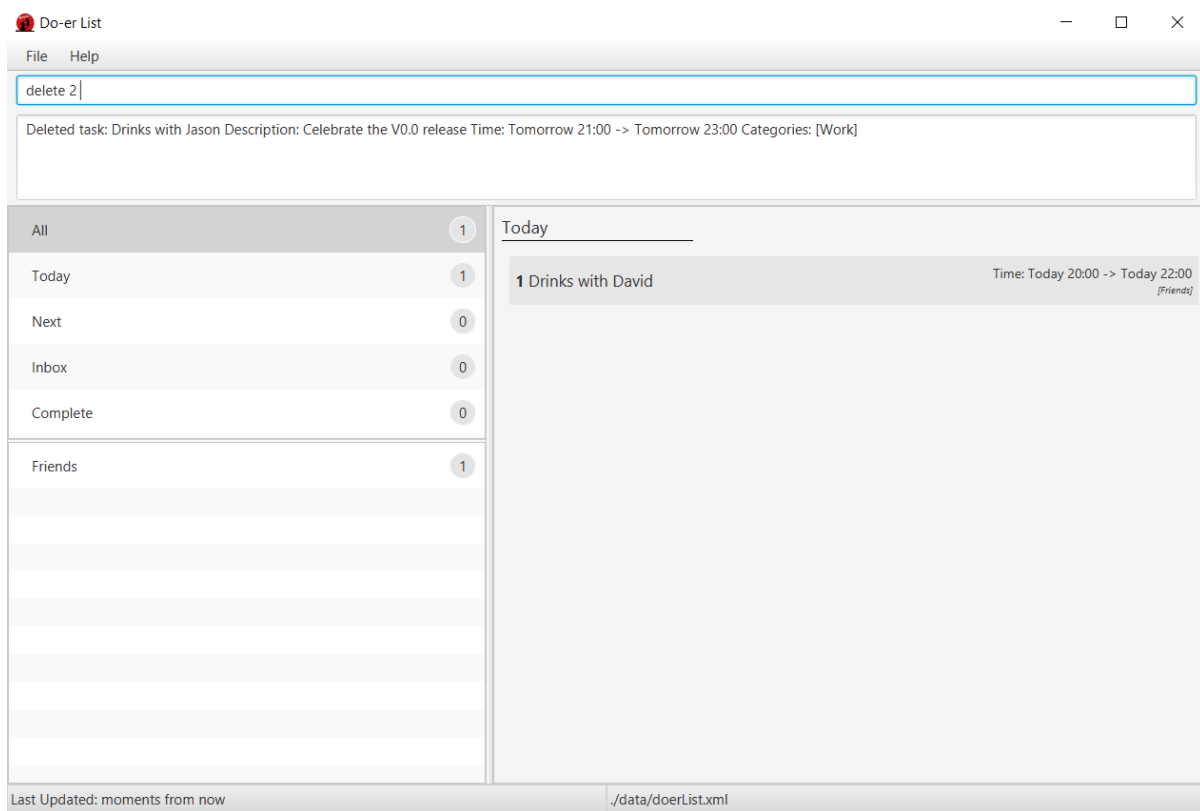 Do-er List
File Help
delete 2
Deleted task: Drinks with Jason Description: Celebrate the V0.0 release Time: Tomorrow 21:00 -> Tomorrow 23:00 Categories: [Work]
All 1
Today 1
Next 0
Inbox 0
Complete 0
Friends 1
Today
1 Drinks with David
Time: Today 20:00 -> Today 22:00
[Friends]
Last Updated: moments from now
./data/doerList.xml